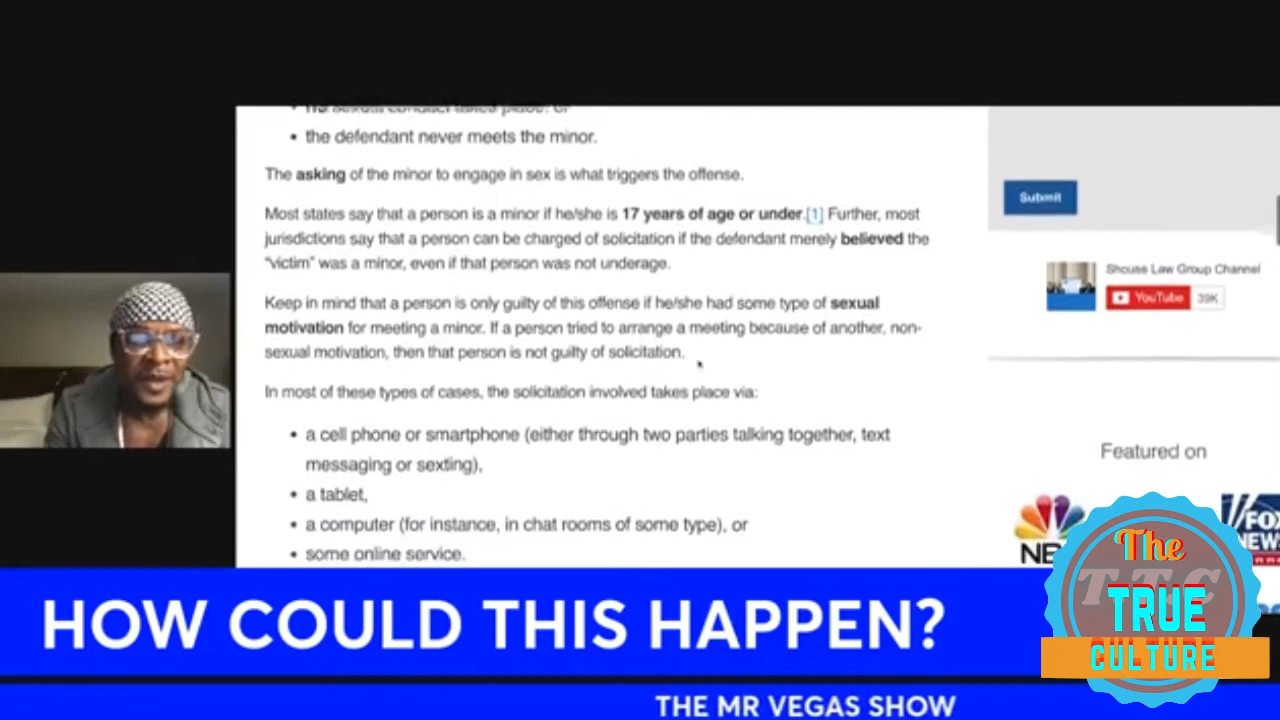 the defendant never meets the minor.
The asking of the minor to engage in sex is what triggers the offense.
Most states say that a person is a minor if he/she is 17 years of age or under.[1] Further, most
jurisdictions say that a person can be charged of solicitation if the defendant merely believed the
"victim" was a minor, even if that person was not underage.
Keep in mind that a person is only guilty of this offense if he/she had some type of sexual
motivation for meeting a minor. If a person tried to arrange a meeting because of another, non-
sexual motivation, then that person is not guilty of solicitation.
In most of these types of cases, the solicitation involved takes place via:
a cell phone or smartphone (either through two parties talking together, text
messaging or sexting),
a tablet,
a computer (for instance, in chat rooms of some type), or
some online service.
Submit
Shouse Law Group Channel
YouTube 39K
Featured on
The
TTC
TRUE
CULTURE
HOW COULD THIS HAPPEN?
THE MR VEGAS SHOW